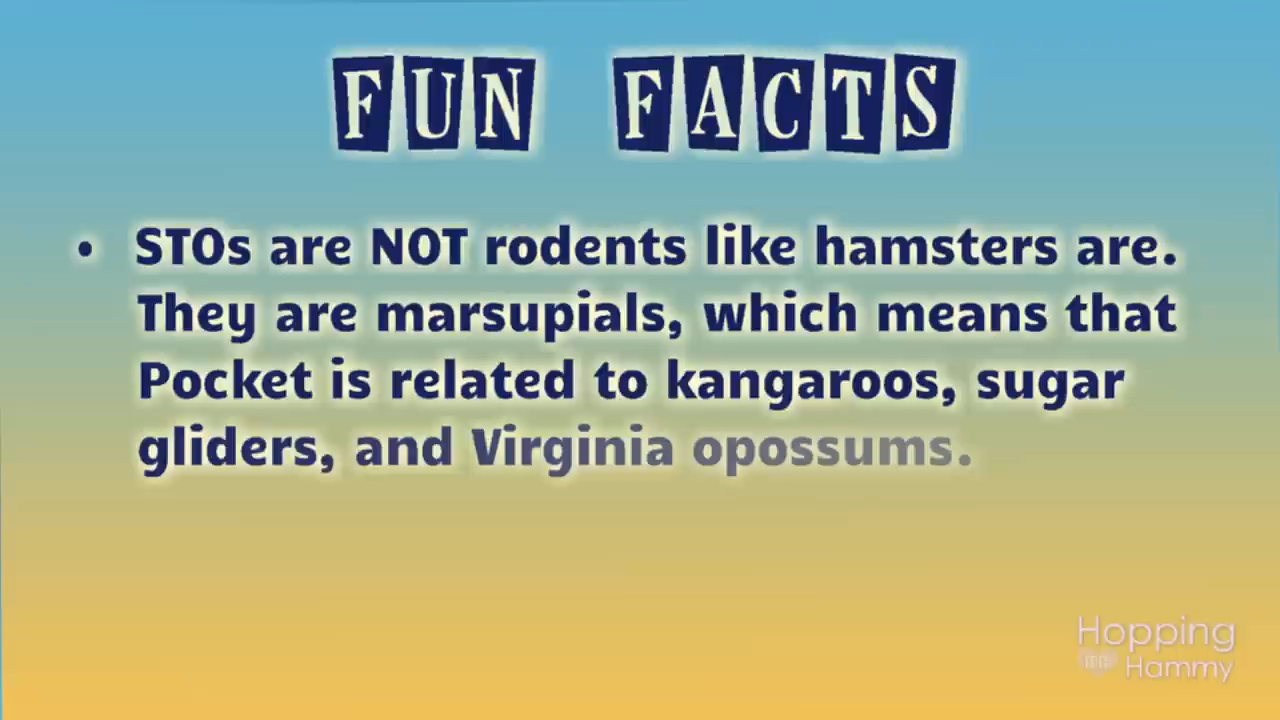 FUN FACTS
• STOs are NOT rodents like hamsters are.
They are marsupials, which means that
Pocket is related to kangaroos, sugar
gliders, and Virginia opossums.
Hopping
Hammy